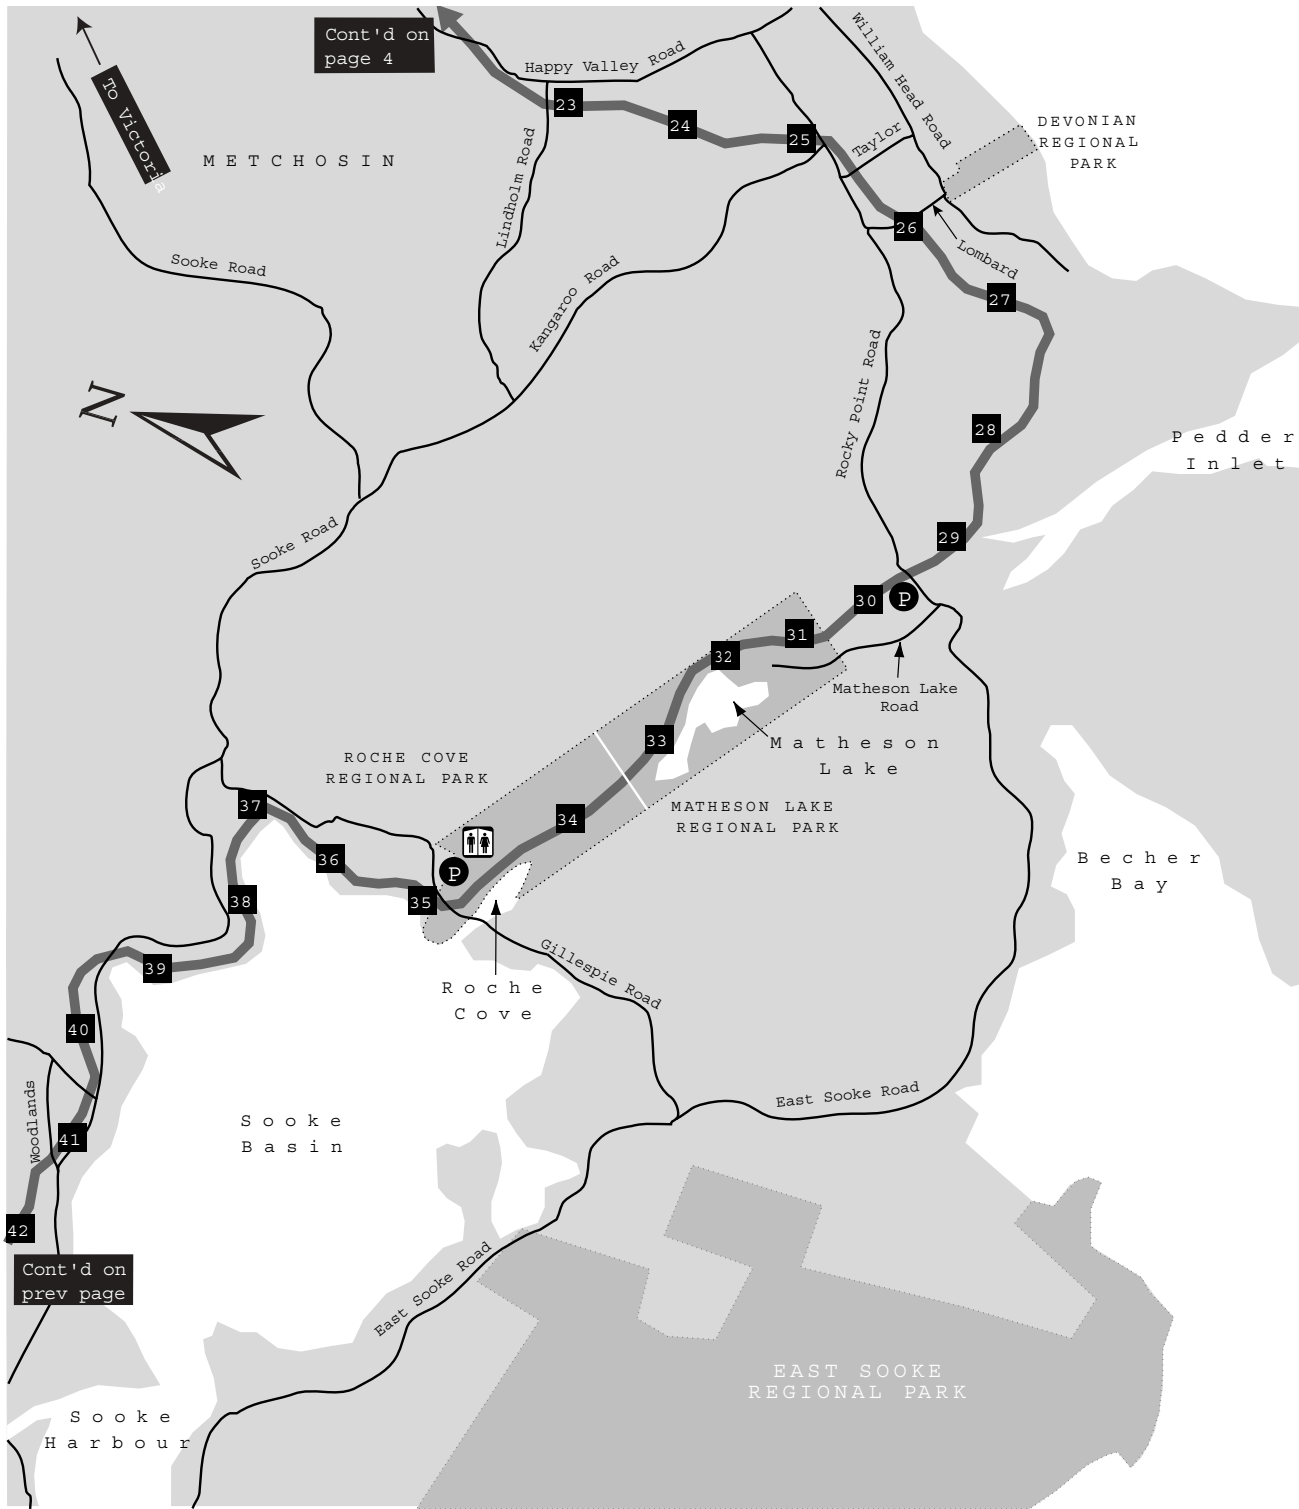 Cont'd on
page 4
To Victoria
William Head Road
Happy Valley Road
23
24
25
Taylor
DEVONIAN
REGIONAL
PARK
METCHOSIN
Lindholm Road
26
Lombard
Sooke Road
Kangaroo Road
27
N
Rocky Point Road
28
Pedder
Inlet
Sooke Road
29
30
P
31
32
Matheson Lake
Road
33
Matheson
Lake
ROCHE COVE
REGIONAL PARK
MATHESON LAKE
REGIONAL PARK
37
34
36
P
35
Becher
Bay
38
39
Gillespie Road
Roche
Cove
40
Woodlands
East Sooke Road
Sooke
Basin
41
42
Cont'd on
prev page
East Sooke Road
EAST SOOKE
REGIONAL PARK
Sooke
Harbour